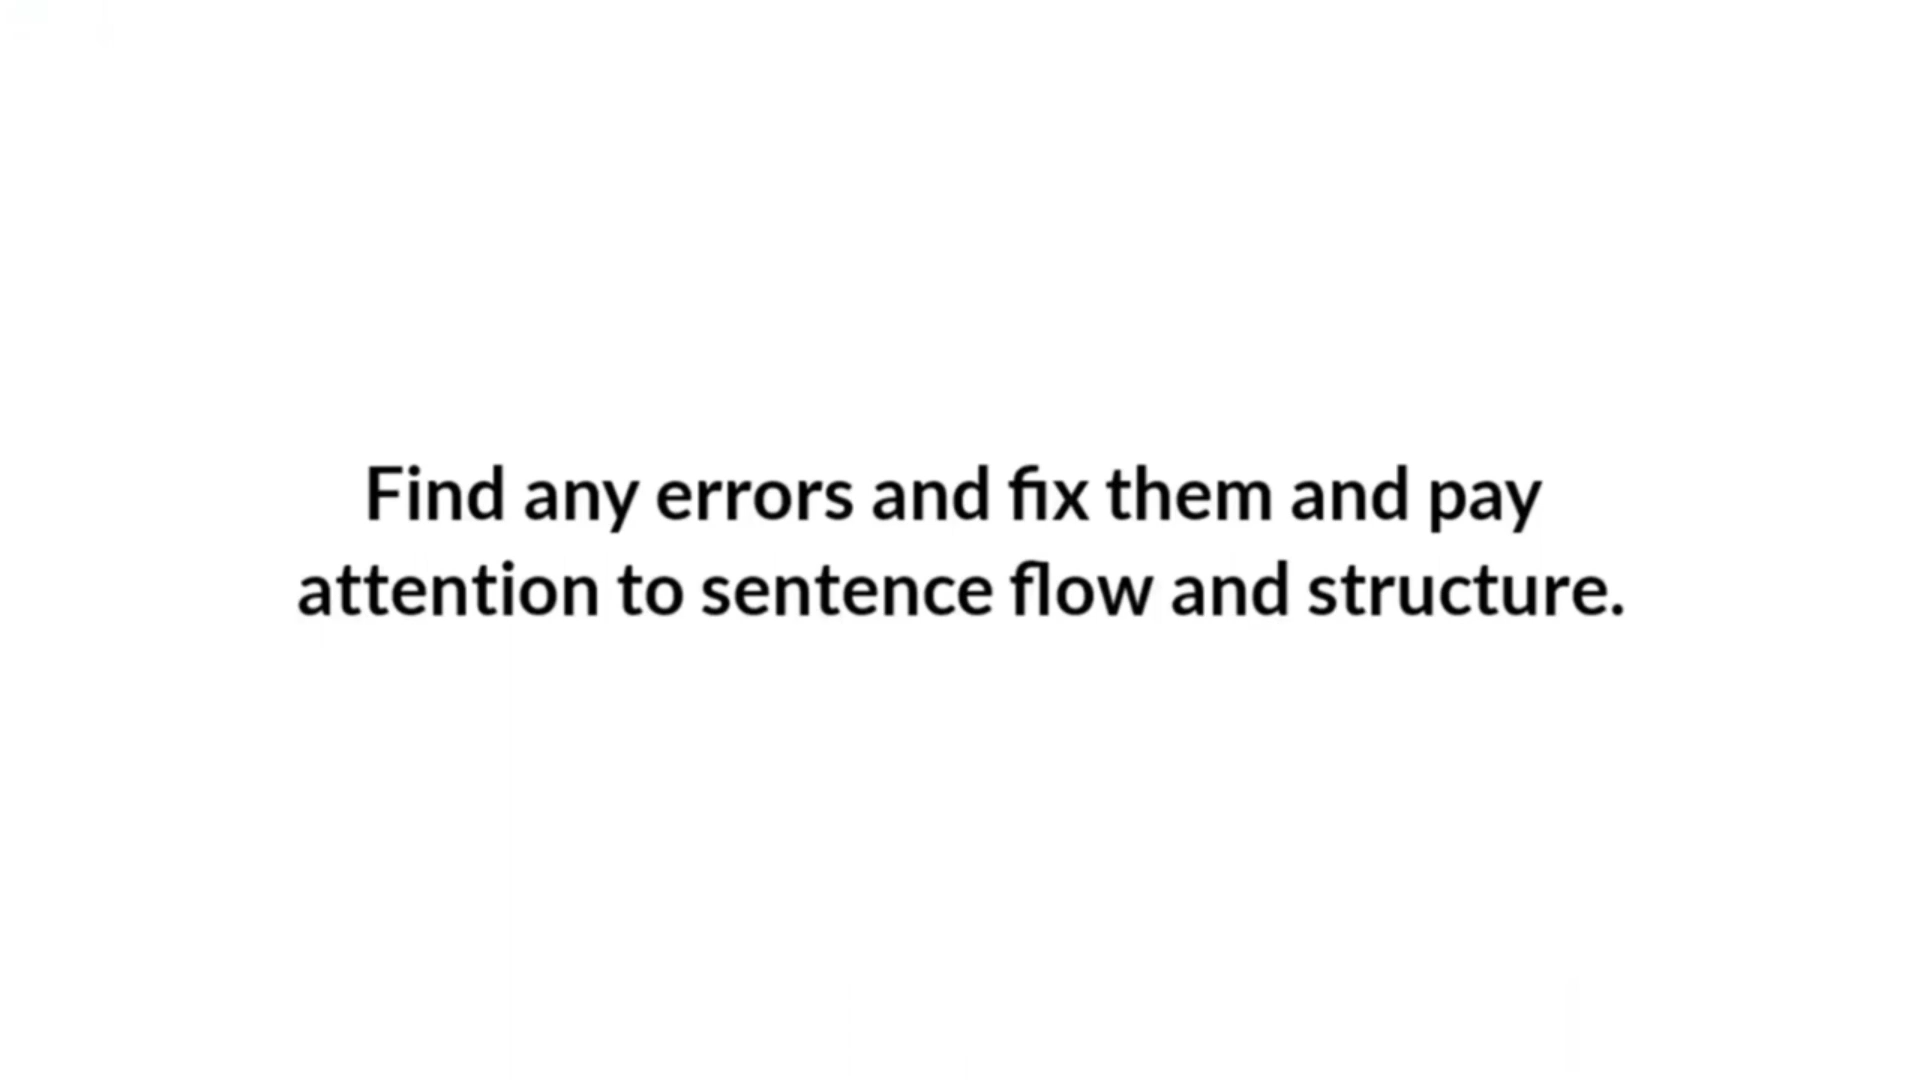 Find any errors and fix them and pay
attention to sentence flow and structure.